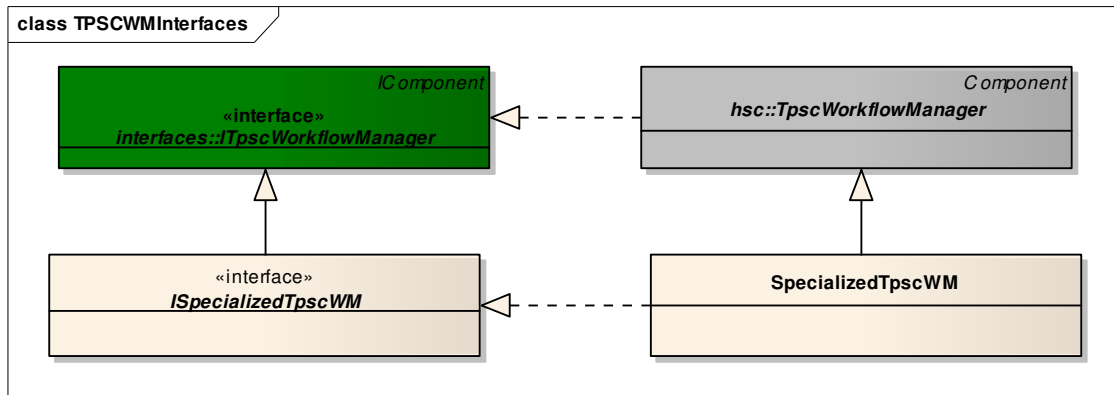 class TPSCWMInterfaces
IComponent
«interface»
interfaces::ITpscWorkflowManager
Component
hsc::TpscWorkflowManager
«interface»
ISpecializedTpscWM
SpecializedTpscWM